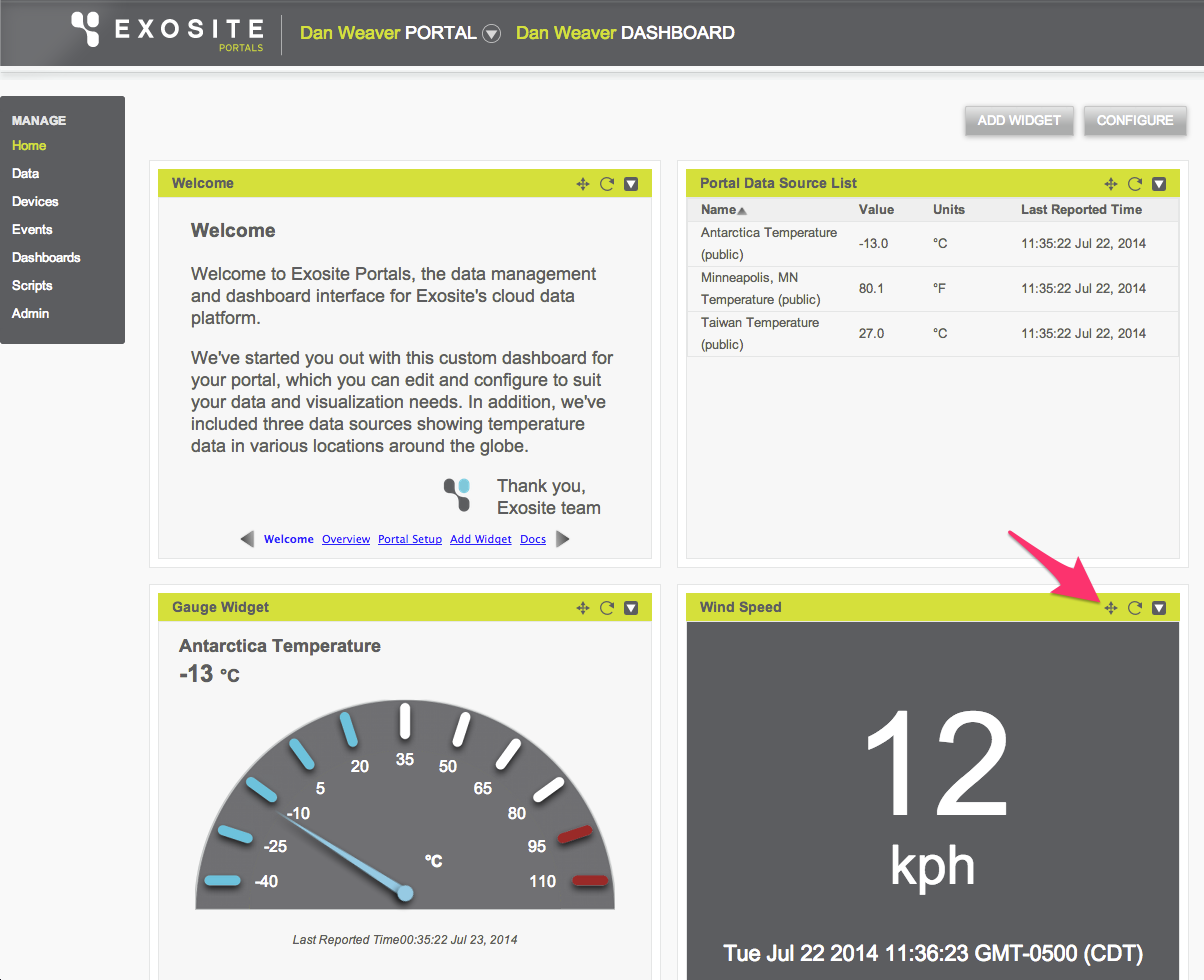 EXOSITE
PORTALS
Dan Weaver PORTAL
Dan Weaver DASHBOARD
MANAGE
Home
Data
Devices
Events
Dashboards
Scripts
Admin
ADD WIDGET
CONFIGURE
Welcome
Welcome
Welcome to Exosite Portals, the data management
and dashboard interface for Exosite's cloud data
platform.
We've started you out with this custom dashboard for
your portal, which you can edit and configure to suit
your data and visualization needs. In addition, we've
included three data sources showing temperature
data in various locations around the globe.
Thank you,
Exosite team
Welcome Overview Portal Setup Add Widget Docs
Portal Data Source List
Name Value Units Last Reported Time
Antarctica Temperature
(public)
-13.0 °C 11:35:22 Jul 22, 2014
Minneapolis, MN
Temperature (public)
80.1 °F 11:35:22 Jul 22, 2014
Taiwan Temperature
(public)
27.0 °C 11:35:22 Jul 22, 2014
Gauge Widget
Antarctica Temperature
-13 °C
-40
-25
-10
5
20
35
50
65
80
95
110
°C
Last Reported Time00:35:22 Jul 23, 2014
Wind Speed
12
kph
Tue Jul 22 2014 11:36:23 GMT-0500 (CDT)